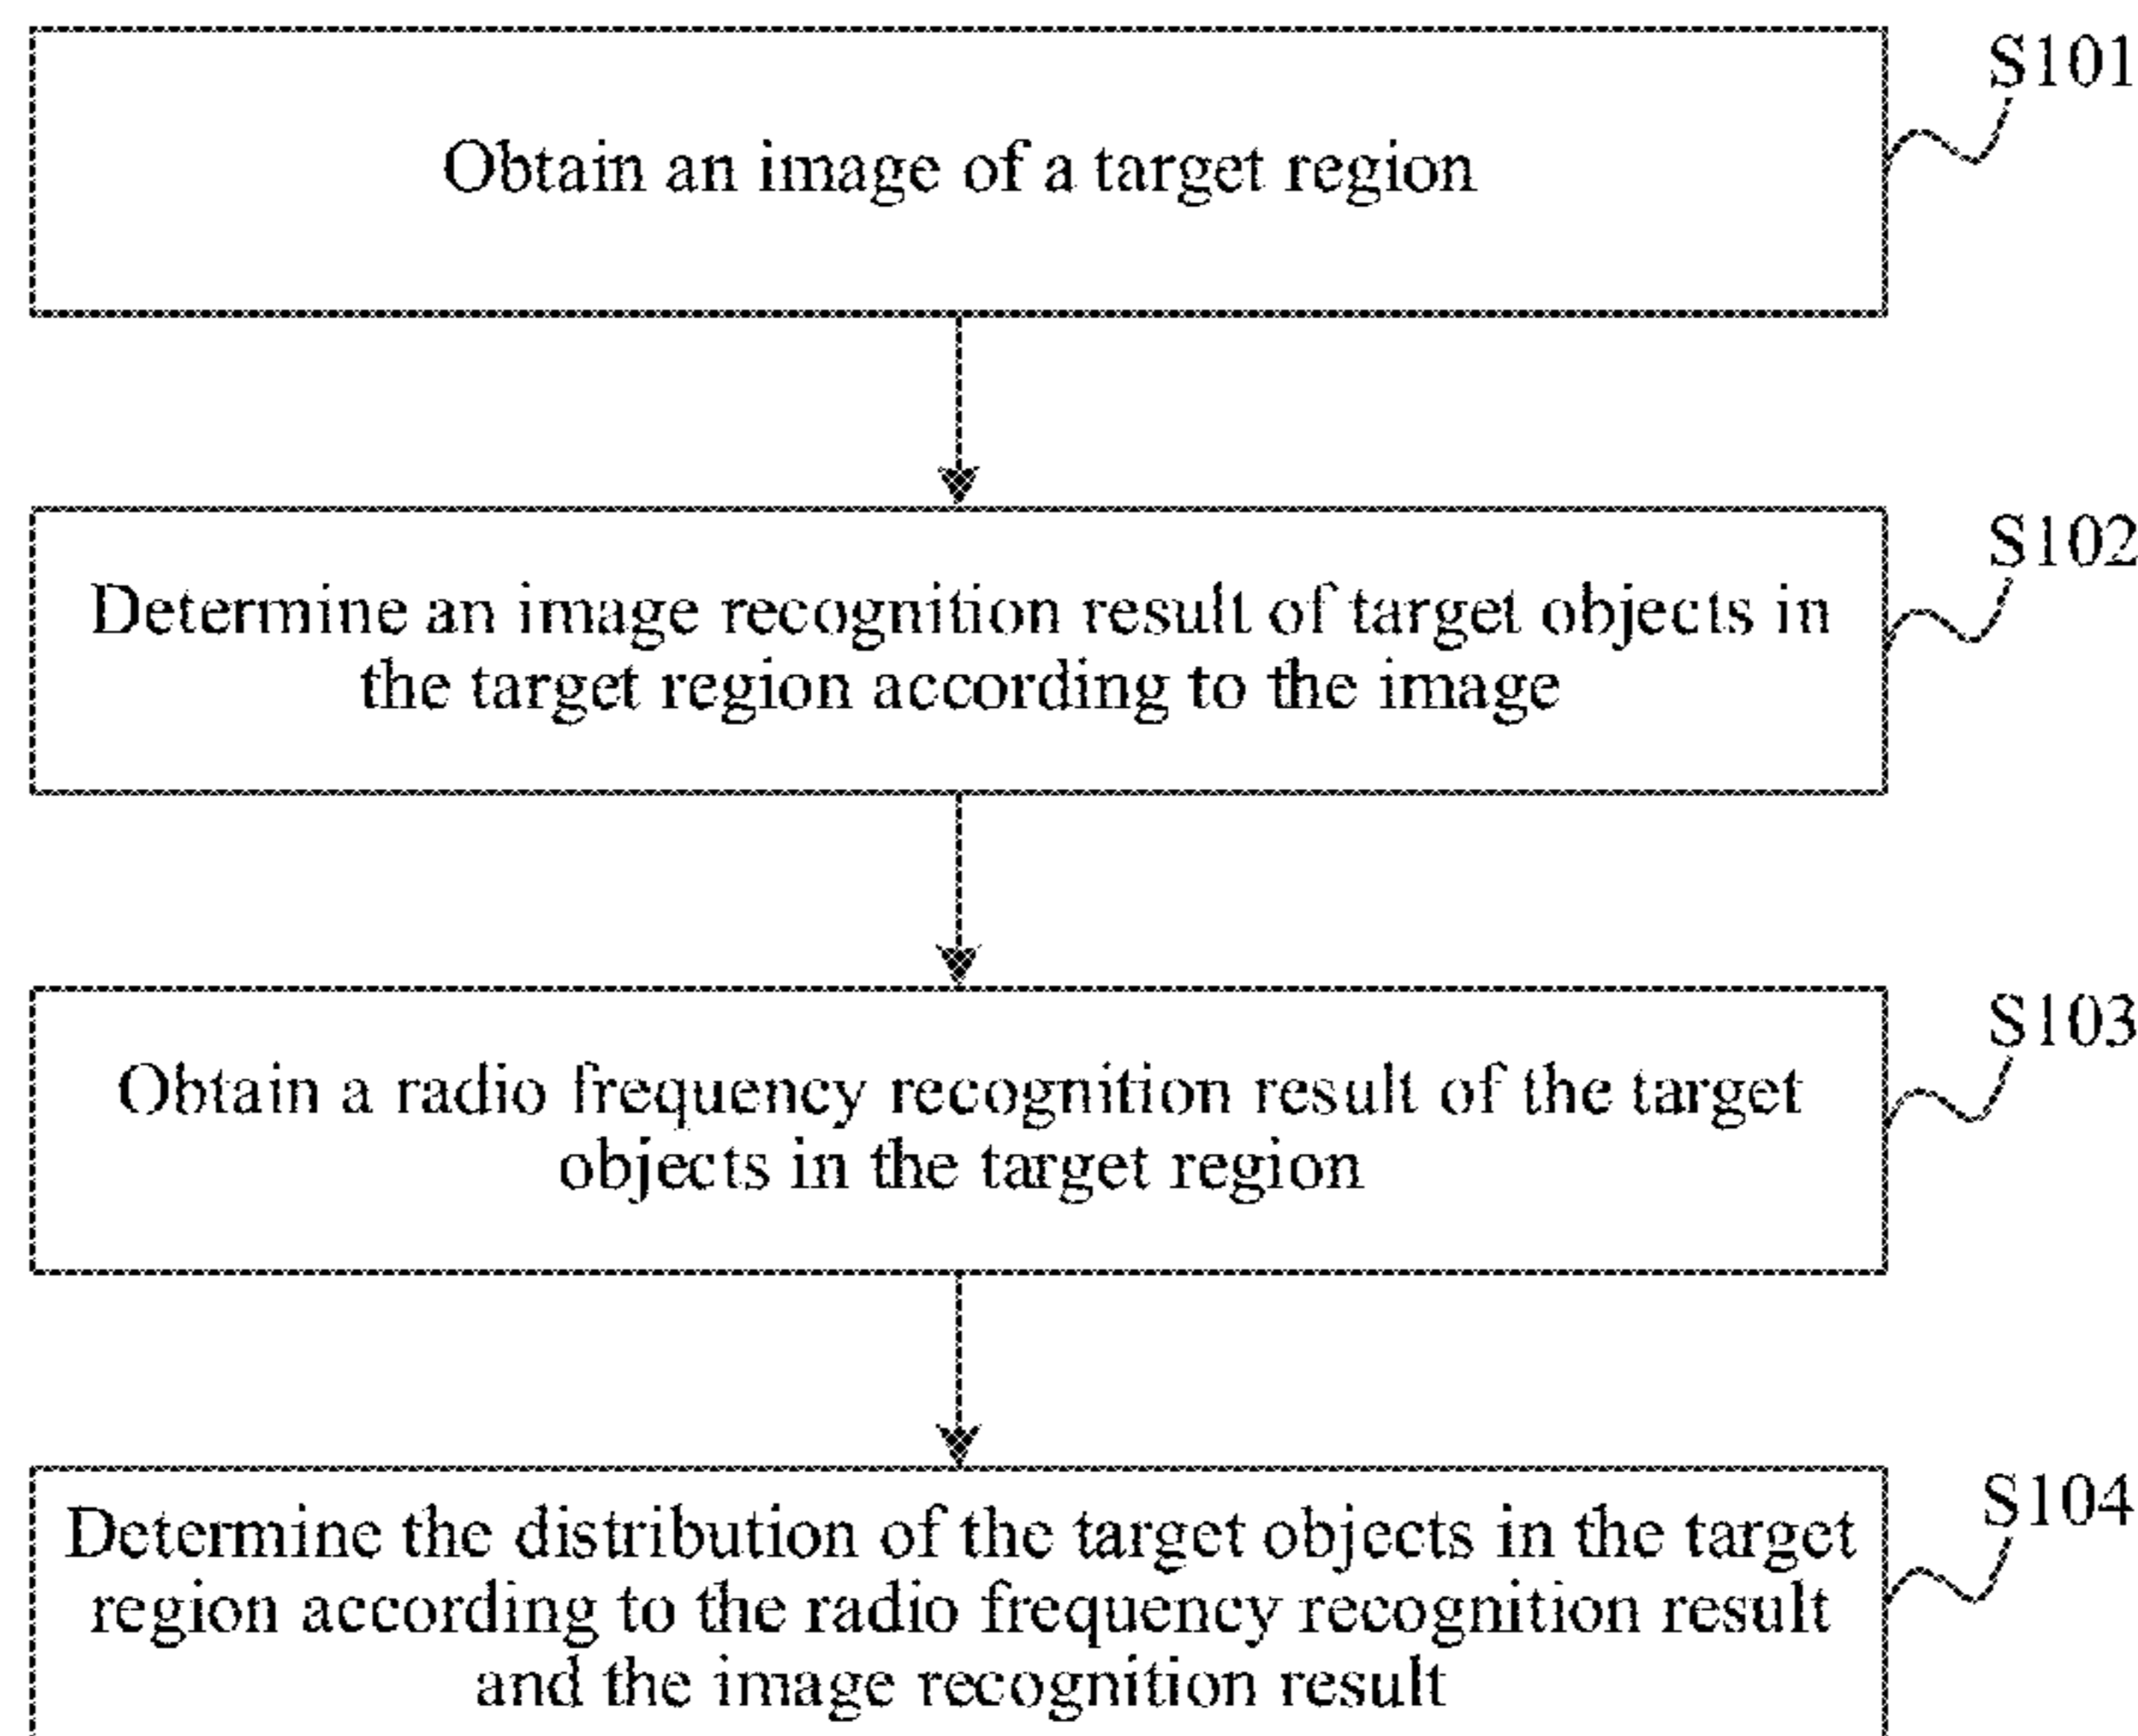 S101
Obtain an image of a target region
S102
Determine an image recognition result of target objects in
the target region according to the image
S103
Obtain a radio frequency recognition result of the target
objects in the target region
S104
Determine the distribution of the target objects in the target
region according to the radio frequency recognition result
and the image recognition result